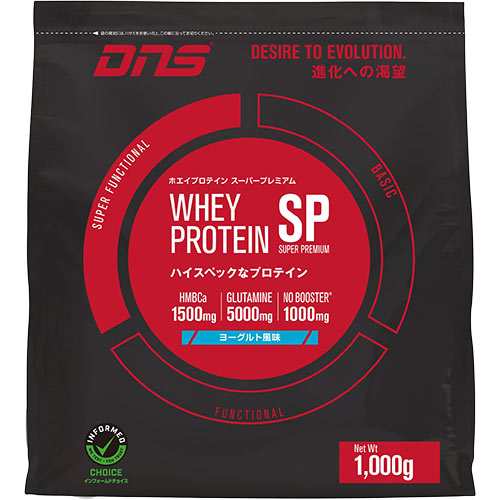 DNS
DESIRE TO EVOLUTION.
進化への渇望
SUPER FUNCTIONAL
BASIC
ホエイプロテイン スーパープレミアム
WHEY
PROTEIN
SP
SUPER PREMIUM
ハイスペックなプロテイン
HMBCa
1500mg
GLUTAMINE
5000mg
NO BOOSTER®
1000mg
ヨーグルト風味
FUNCTIONAL
INFORMED
CHOICE
インフォームドチョイス
Net Wt
1,000g